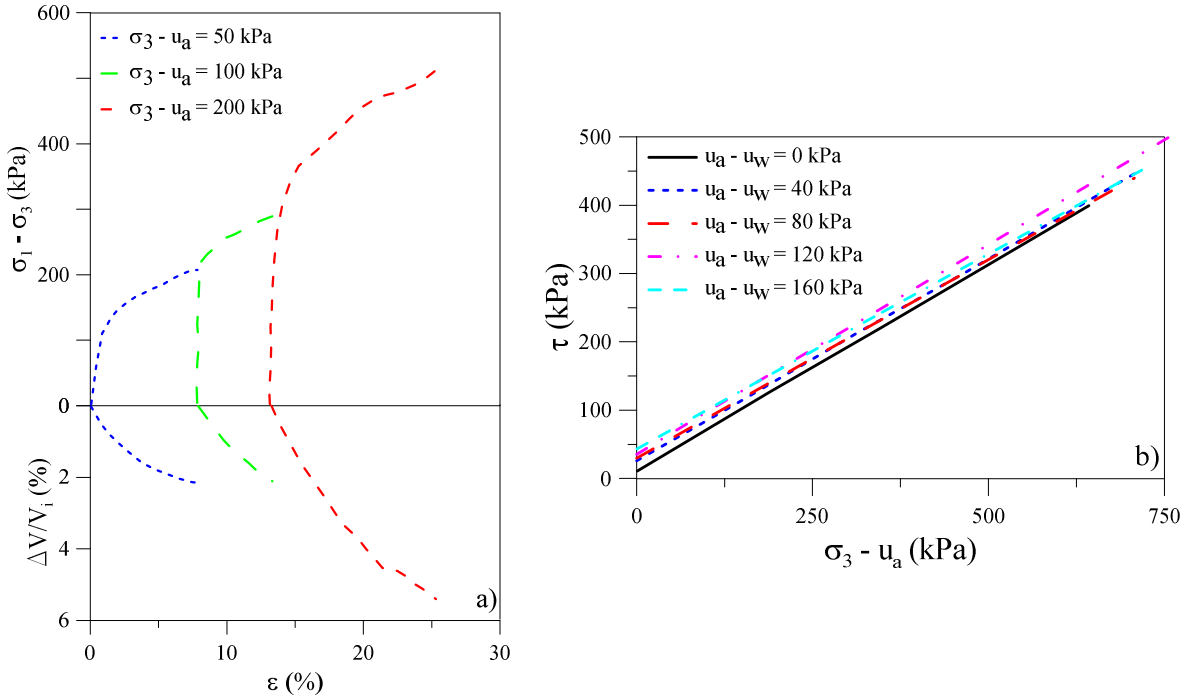 600
σ3 - ua = 50 kPa
σ3 - ua = 100 kPa
σ3 - ua = 200 kPa
400
200
0
σ1 - σ3 (kPa)
2
4
6
ΔV/Vi (%)
a)
0
10
20
30
ε (%)
500
400
300
200
100
0
τ (kPa)
ua - uw = 0 kPa
ua - uw = 40 kPa
ua - uw = 80 kPa
ua - uw = 120 kPa
ua - uw = 160 kPa
b)
0
250
500
750
σ3 - ua (kPa)